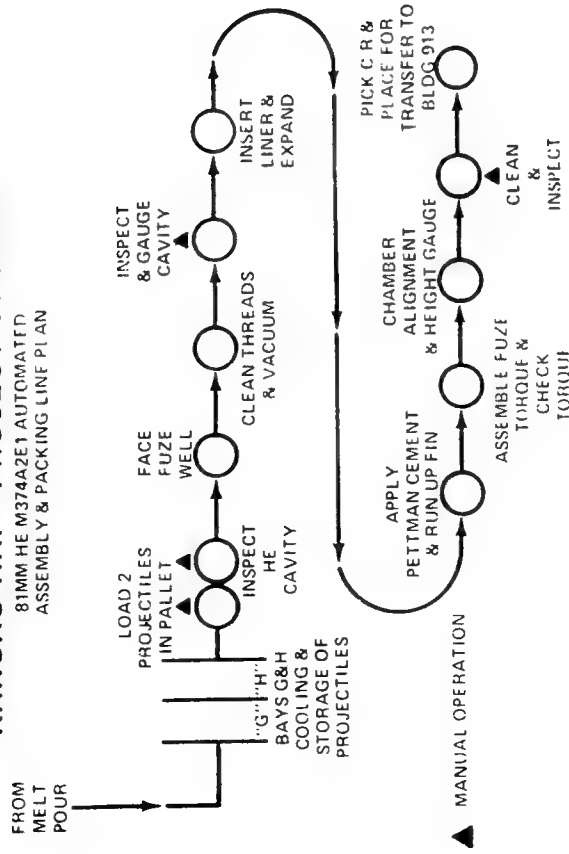 81MM HE M374A2E1 AUTOMATED
ASSEMBLY & PACKING LINE PLAN
FROM
MELT
POUR
"G" "H"
BAYS G&H
COOLING &
STORAGE OF
PROJECTILES
LOAD 2
PROJECTILES
IN PALLET
INSPECT
HE
CAVITY
FACE
FUZE
WELL
CLEAN THREADS
& VACUUM
INSPECT
& GAUGE
CAVITY
INSERT
LINER &
EXPAND
APPLY
PETTMAN CEMENT
& RUN UP FIN
ASSEMBLE FUZE
TORQUE &
CHECK
TORQUE
CHAMBER
ALIGNMENT
& HEIGHT GAUGE
CLEAN
&
INSPECT
PICK C R &
PLACE FOR
TRANSFER TO
BLDG 913
MANUAL OPERATION